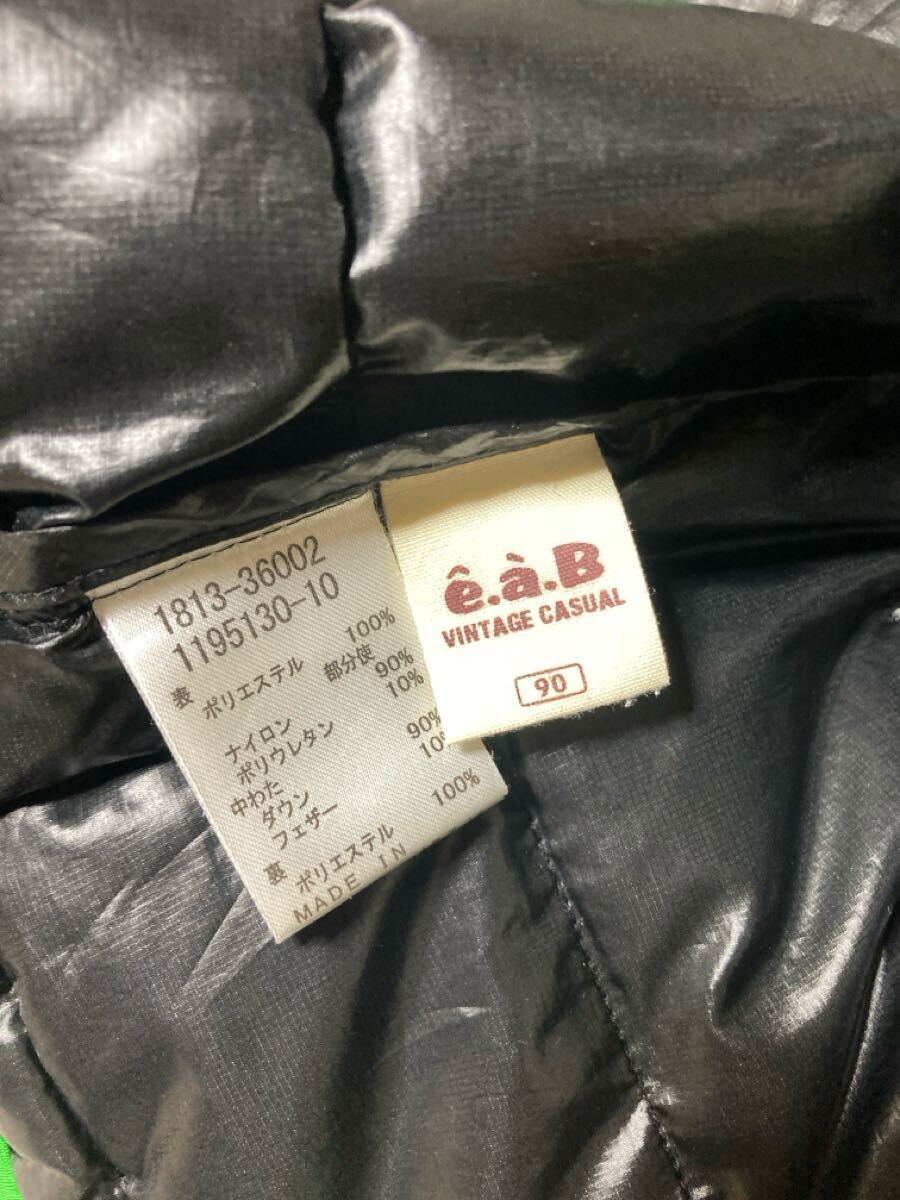 1813-36002
1195130-10
表 ポリエステル 100%
部分使
ナイロン 90%
ポリウレタン 10%
中わた
ダウン 90%
フェザー 10%
裏 ポリエステル 100%
MADE IN
ê.à.B
VINTAGE CASUAL
90